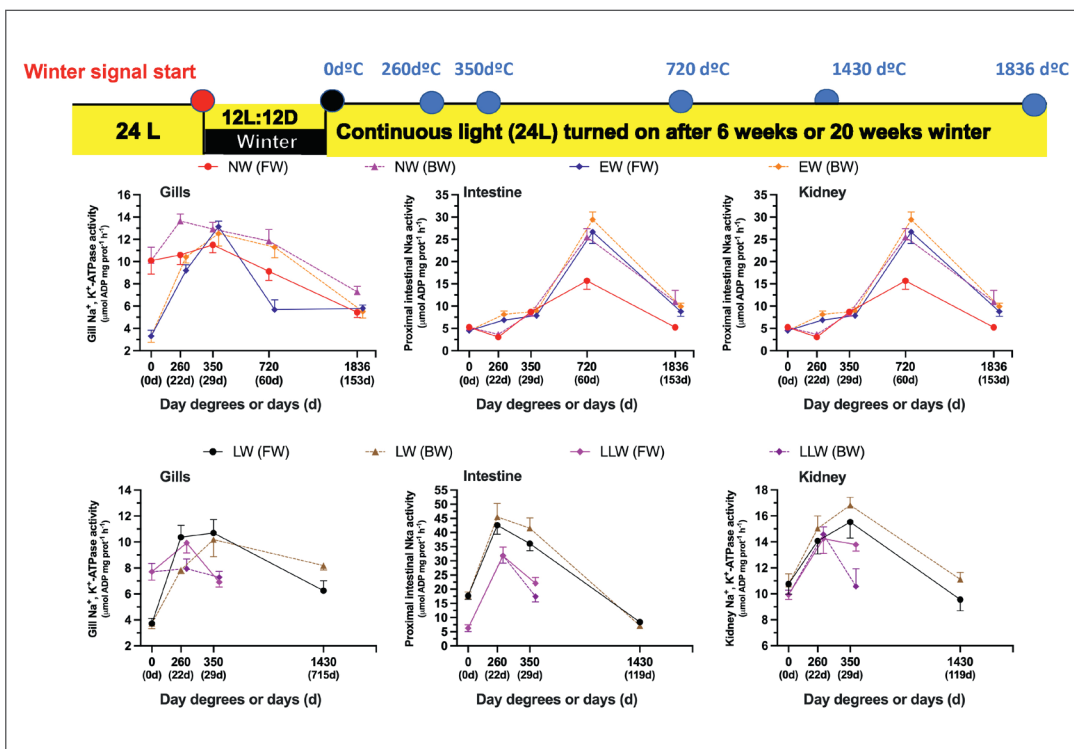 Winter signal start
0dºC
260dºC
350dºC
720 dºC
1430 dºC
1836 dºC
24 L
12L:12D
Winter
Continuous light (24L) turned on after 6 weeks or 20 weeks winter
NW (FW)
NW (BW)
EW (FW)
EW (BW)
Gills
Gill Na⁺, K⁺-ATPase activity
(µmol ADP mg prot⁻¹ h⁻¹)
16
14
12
10
8
6
4
2
0 260 350 720 1836
(0d) (22d) (29d) (60d) (153d)
Day degrees or days (d)
Intestine
Proximal intestinal Nka activity
(µmol ADP mg prot⁻¹ h⁻¹)
35
30
25
20
15
10
5
0
0 260 350 720 1836
(0d) (22d) (29d) (60d) (153d)
Day degrees or days (d)
Kidney
Proximal intestinal Nka activity
(µmol ADP mg prot⁻¹ h⁻¹)
35
30
25
20
15
10
5
0
0 260 350 720 1836
(0d) (22d) (29d) (60d) (153d)
Day degrees or days (d)
LW (FW)
LW (BW)
LLW (FW)
LLW (BW)
Gills
Gill Na⁺, K⁺-ATPase activity
(µmol ADP mg prot⁻¹ h⁻¹)
14
12
10
8
6
4
2
0 260 350 1430
(0d) (22d) (29d) (715d)
Day degrees or days (d)
Intestine
Proximal intestinal Nka activity
(µmol ADP mg prot⁻¹ h⁻¹)
55
50
45
40
35
30
25
20
15
10
5
0
0 260 350 1430
(0d) (22d) (29d) (119d)
Day degrees or days (d)
Kidney
Kidney Na⁺, K⁺-ATPase activity
(µmol ADP mg prot⁻¹ h⁻¹)
18
16
14
12
10
8
6
0 260 350 1430
(0d) (22d) (29d) (119d)
Day degrees or days (d)